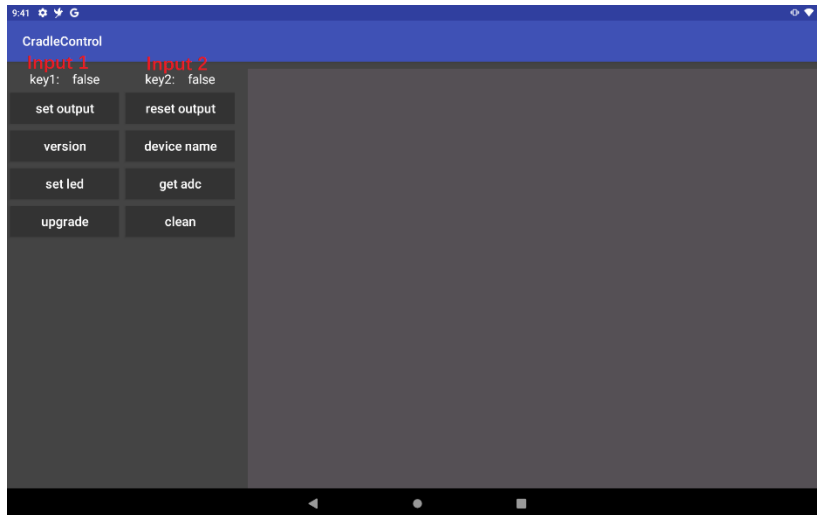 9:41 G
CradleControl
Input 1 Input 2
key1: false key2: false
set output reset output
version device name
set led get adc
upgrade clean